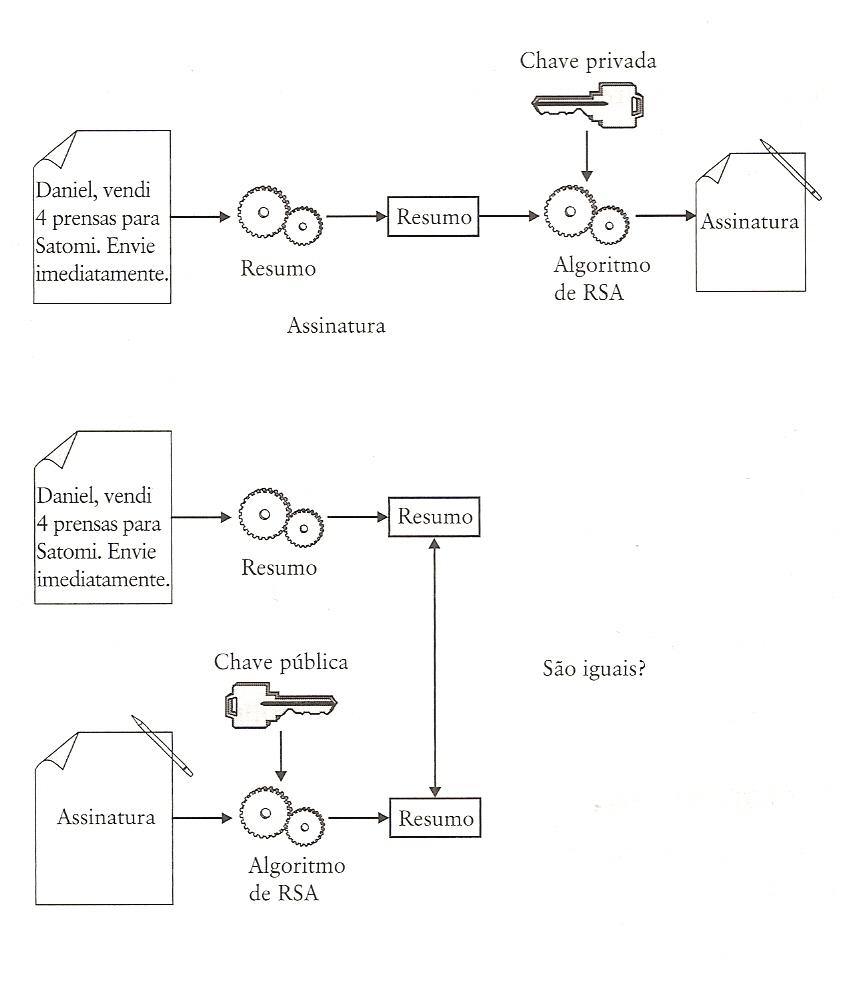 Chave privada
Daniel, vendi
4 prensas para
Satomi. Envie
imediatamente.
Resumo
Resumo
Algoritmo
de RSA
Assinatura
Assinatura
Daniel, vendi
4 prensas para
Satomi. Envie
imediatamente.
Resumo
Resumo
São iguais?
Chave pública
Assinatura
Algoritmo
de RSA
Resumo